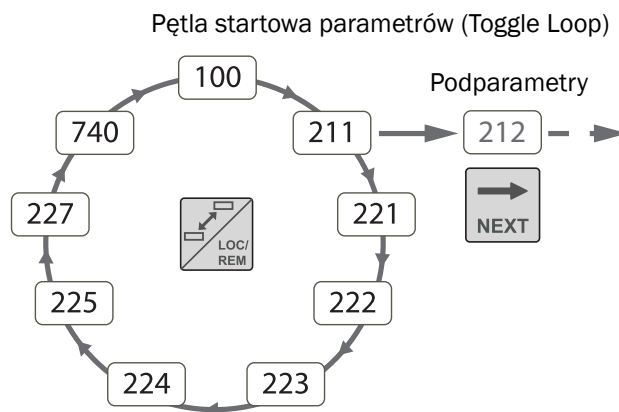 Pętla startowa parametrów (Toggle Loop)
100
Podparametry
740
211
212
227
LOC/
REM
221
NEXT
225
222
224
223